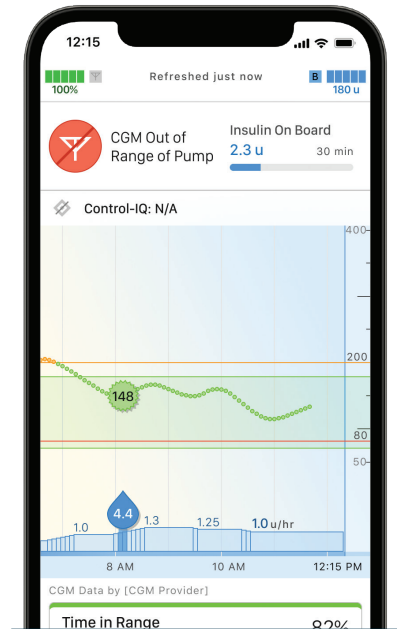 12:15
100%
Refreshed just now
B
180 u
CGM Out of
Range of Pump
Insulin On Board
2.3 u
30 min
Control-IQ: N/A
400
200
148
80
50
4.4
1.0
1.3
1.25
1.0 u/hr
8 AM
10 AM
12:15 PM
CGM Data by [CGM Provider]
Time in Range
82%